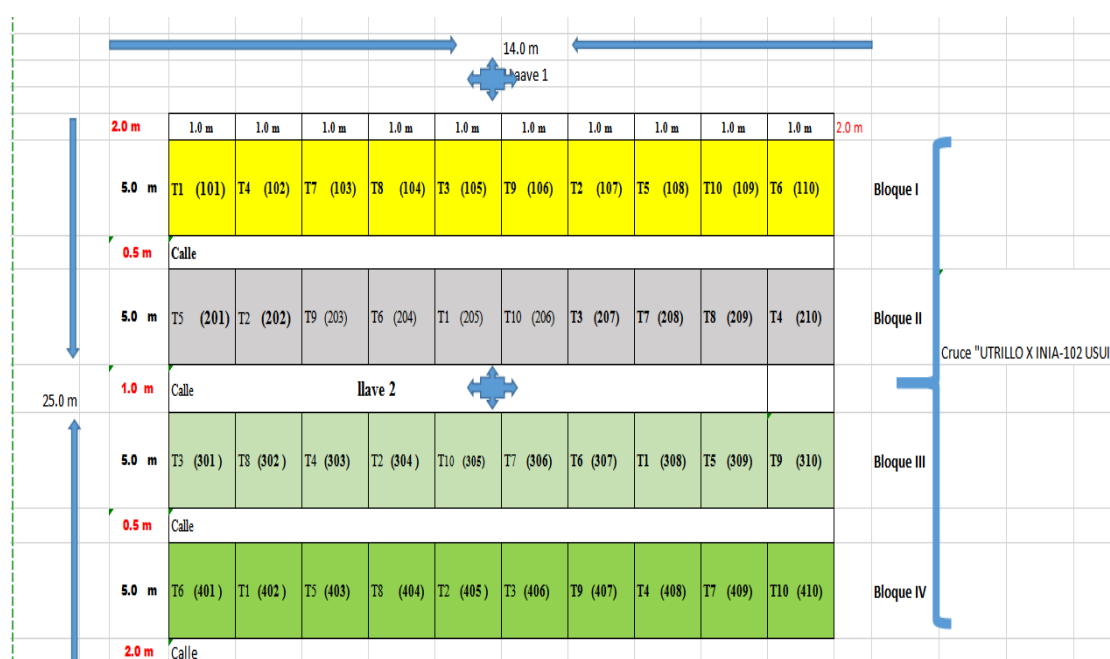 14.0 m
2.0 m 1.0 m 1.0 m 1.0 m 1.0 m 1.0 m 1.0 m 1.0 m 1.0 m 1.0 m 1.0 m 2.0 m
5.0 m T1 (101) T4 (102) T7 (103) T8 (104) T3 (105) T9 (106) T2 (107) T5 (108) T10 (109) T6 (110) Bloque I
0.5 m Calle
5.0 m T5 (201) T2 (202) T9 (203) T6 (204) T1 (205) T10 (206) T3 (207) T7 (208) T8 (209) T4 (210) Bloque II
Cruce "UTRILLO X INIA-102 USUI
1.0 m Calle llave 2
25.0 m
5.0 m T3 (301 ) T8 (302 ) T4 (303) T2 (304 ) T10 (305) T7 (306) T6 (307) T1 (308) T5 (309) T9 (310) Bloque III
0.5 m Calle
5.0 m T6 (401) T1 (402 ) T5 (403) T8 (404) T2 (405 ) T3 (406) T9 (407) T4 (408) T7 (409) T10 (410) Bloque IV
2.0 m Calle